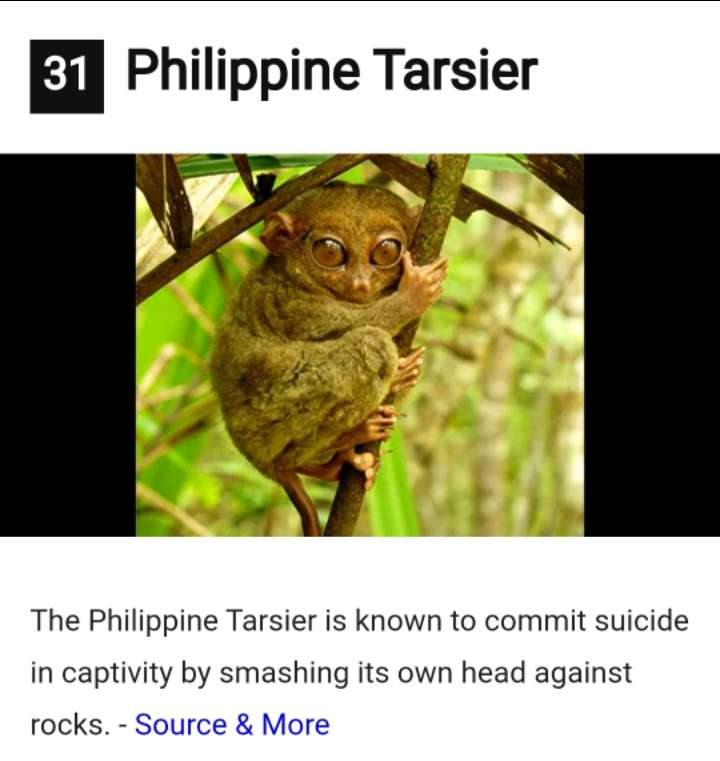 31 Philippine Tarsier
The Philippine Tarsier is known to commit suicide
in captivity by smashing its own head against
rocks. - Source & More